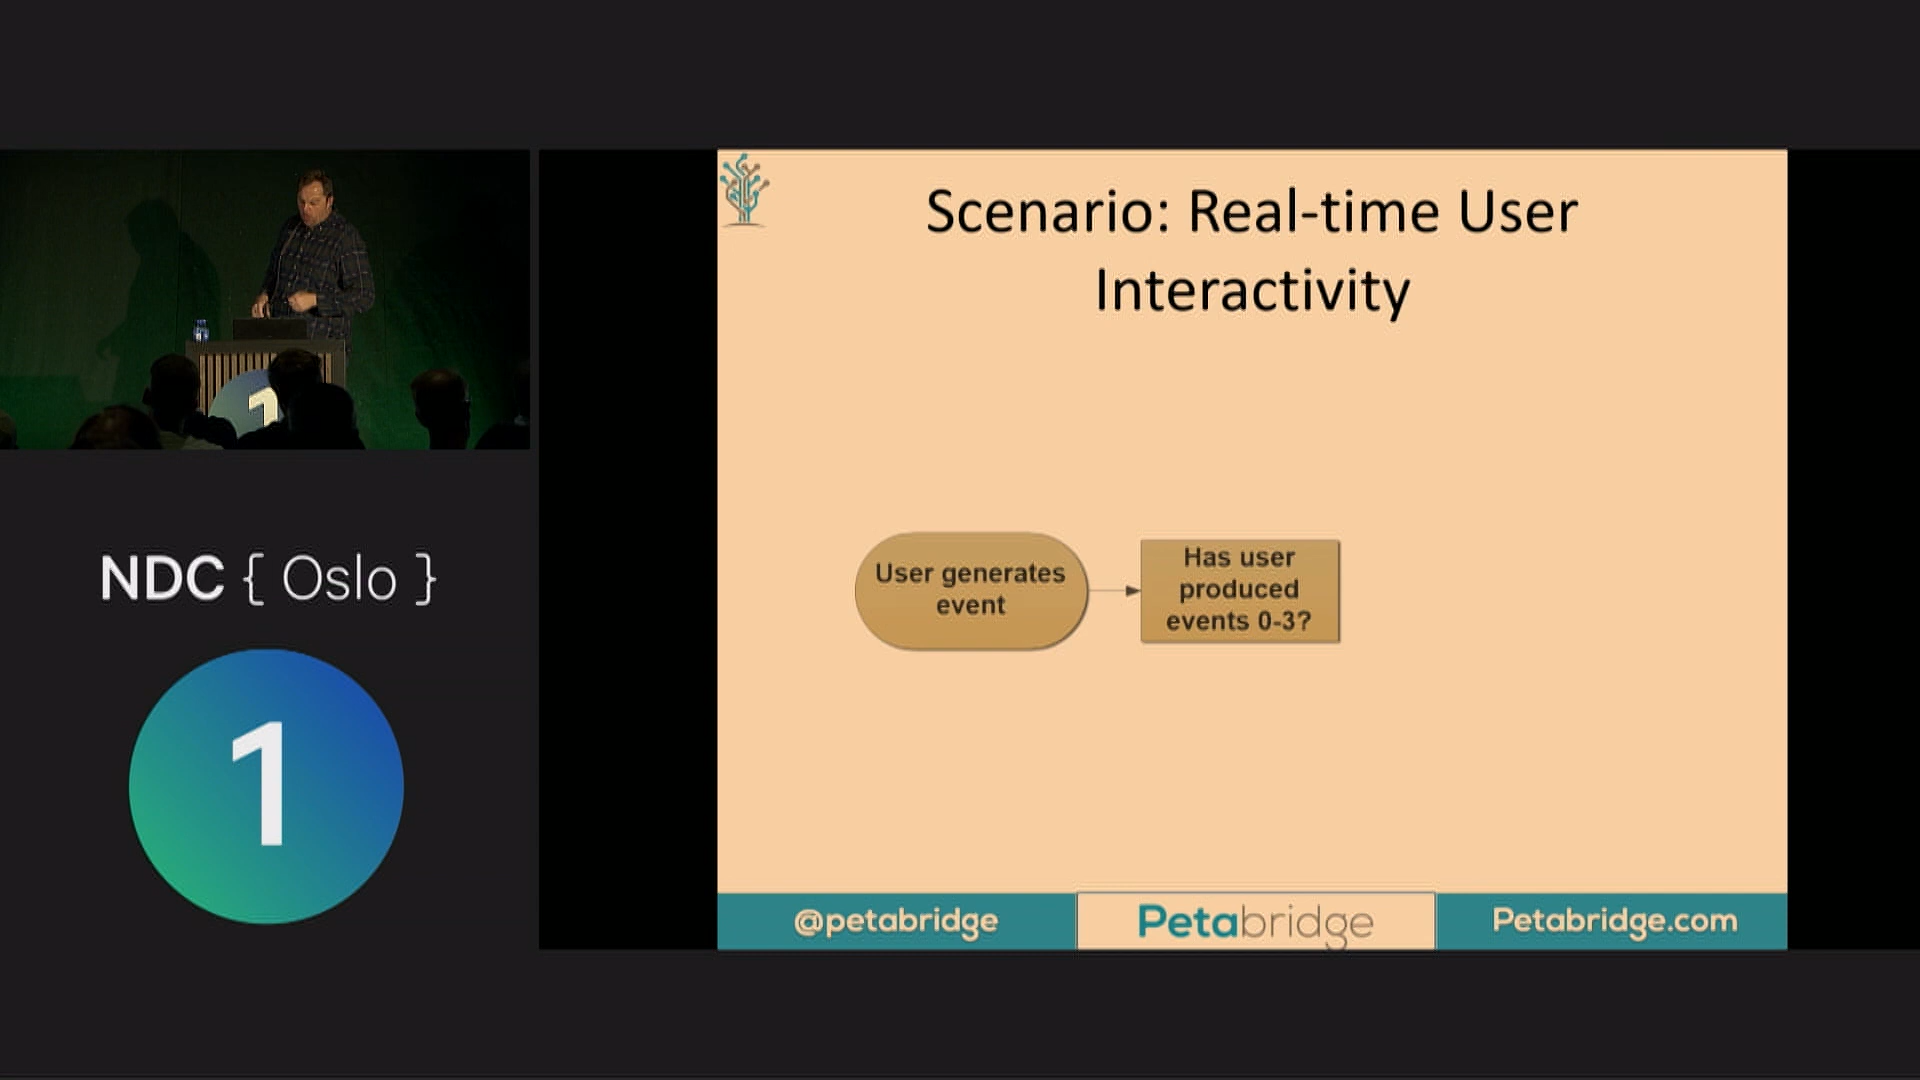 Scenario: Real-time User
Interactivity
User generates
event
Has user
produced
events 0-3?
@petabridge
Petabridge
Petabridge.com
NDC { Oslo }
1
1